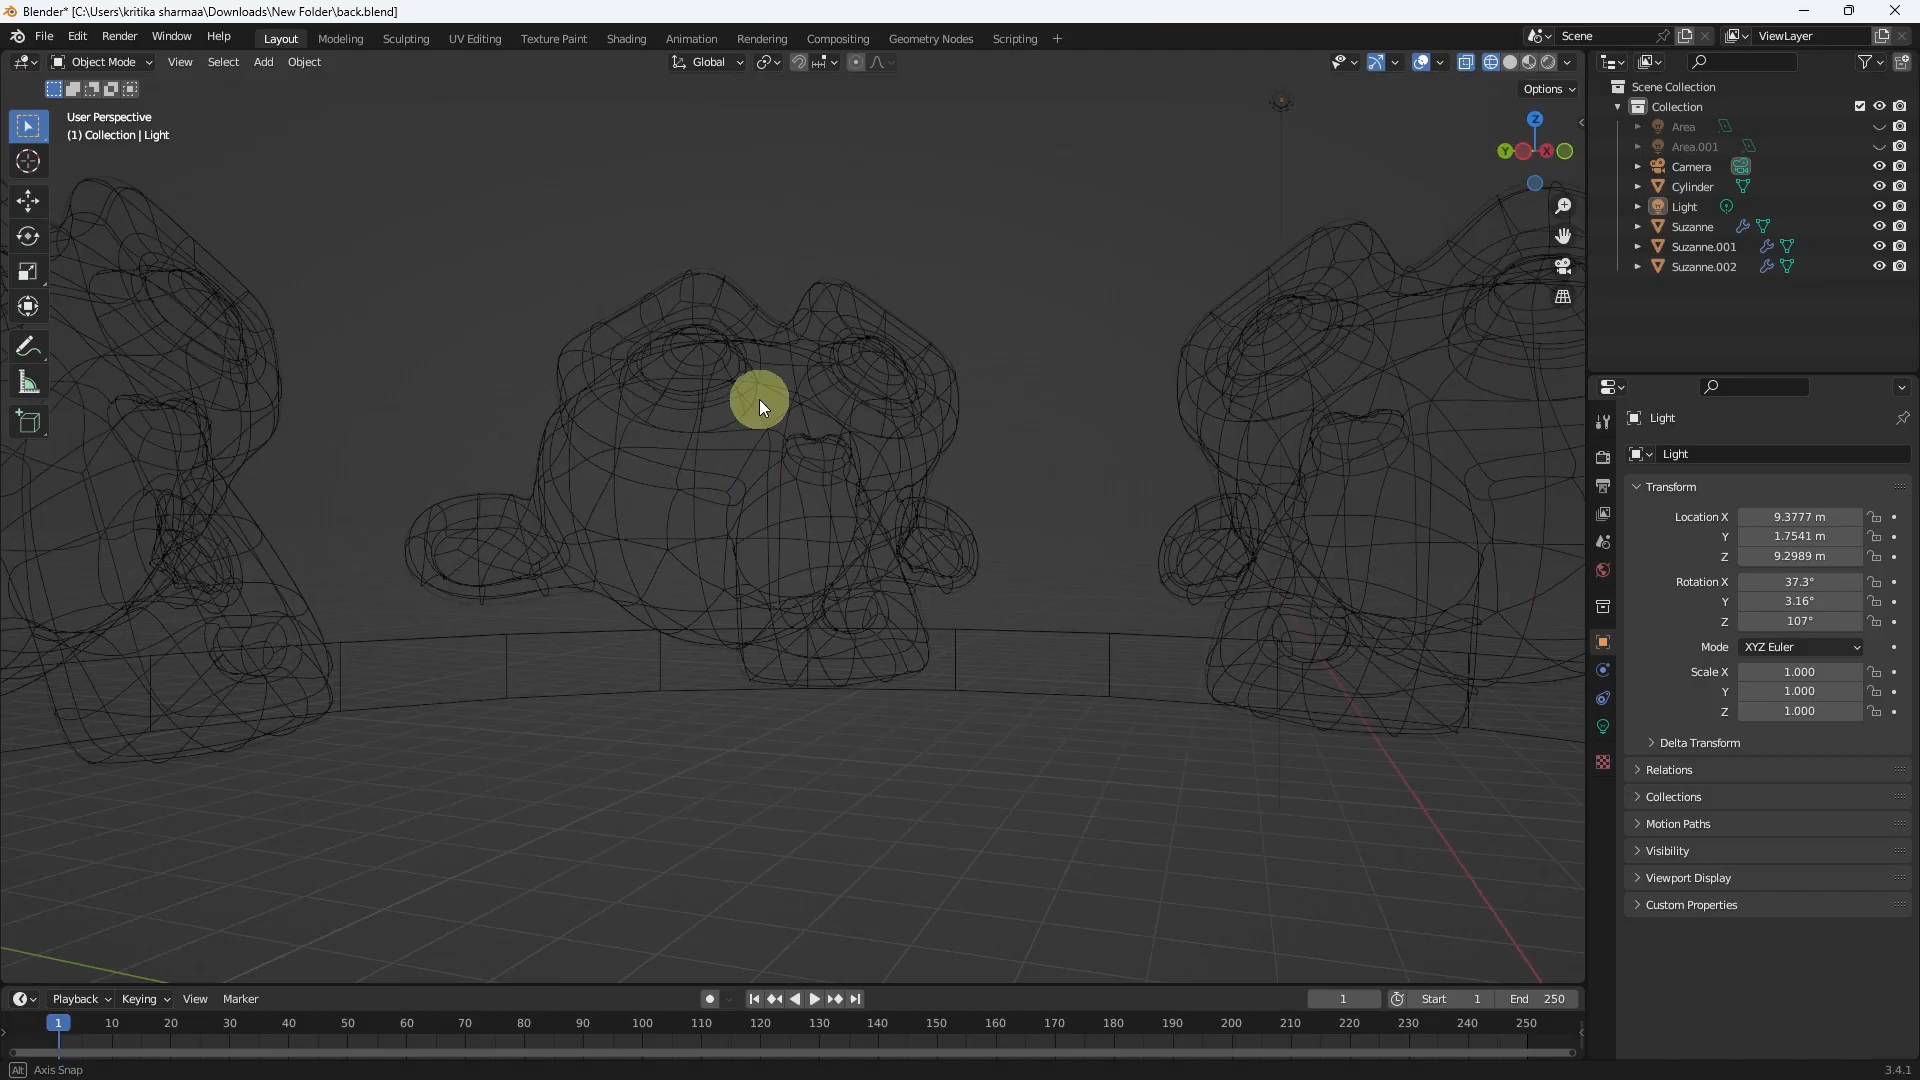 Blender* [C:\Users\kritika sharmaa\Downloads\New Folder\back.blend]
File Edit Render Window Help Layout Modeling Sculpting UV Editing Texture Paint Shading Animation Rendering Compositing Geometry Nodes Scripting + Scene ViewLayer
Object Mode View Select Add Object Global
Options
User Perspective
(1) Collection | Light
Z
Y X
Scene Collection
Collection
Area
Area.001
Camera
Cylinder
Light
Suzanne
Suzanne.001
Suzanne.002
Light
Light
Transform
Location X 9.3777 m
Y 1.7541 m
Z 9.2989 m
Rotation X 37.3°
Y 3.16°
Z 107°
Mode XYZ Euler
Scale X 1.000
Y 1.000
Z 1.000
Delta Transform
Relations
Collections
Motion Paths
Visibility
Viewport Display
Custom Properties
Playback Keying View Marker 1 Start 1 End 250
1 10 20 30 40 50 60 70 80 90 100 110 120 130 140 150 160 170 180 190 200 210 220 230 240 250
Alt Axis Snap 3.4.1